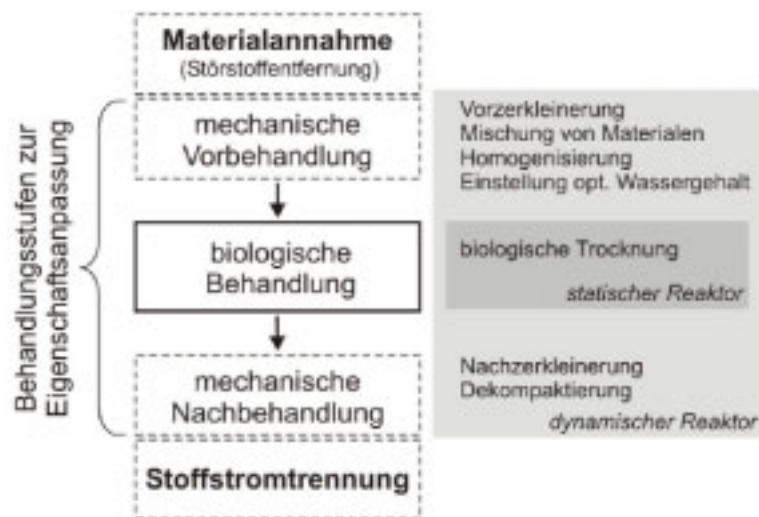 Materialannahme
(Störstoffentfernung)
Behandlungsstufen zur
Eigenschaftsanpassung
mechanische
Vorbehandlung
Vorzerkleinerung
Mischung von Materialen
Homogenisierung
Einstellung opt. Wassergehalt
biologische
Behandlung
biologische Trocknung
statischer Reaktor
mechanische
Nachbehandlung
Nachzerkleinerung
Dekompaktierung
dynamischer Reaktor
Stoffstromtrennung